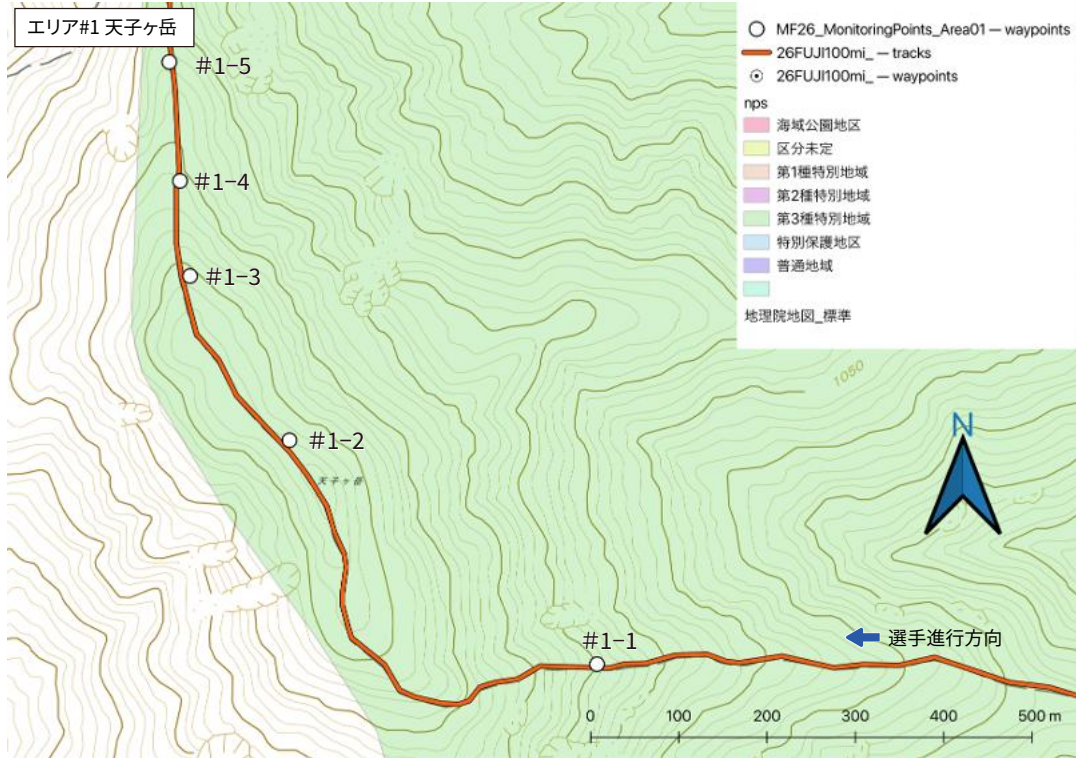 エリア#1 天子ヶ岳
MF26_MonitoringPoints_Area01 — waypoints
26FUJI100mi_ — tracks
26FUJI100mi_ — waypoints
nps
海域公園地区
区分未定
第1種特別地域
第2種特別地域
第3種特別地域
特別保護地区
普通地域
地理院地図_標準
#1-5
#1-4
#1-3
1050
#1-2
N
天子ヶ岳
#1-1
選手進行方向
0 100 200 300 400 500 m